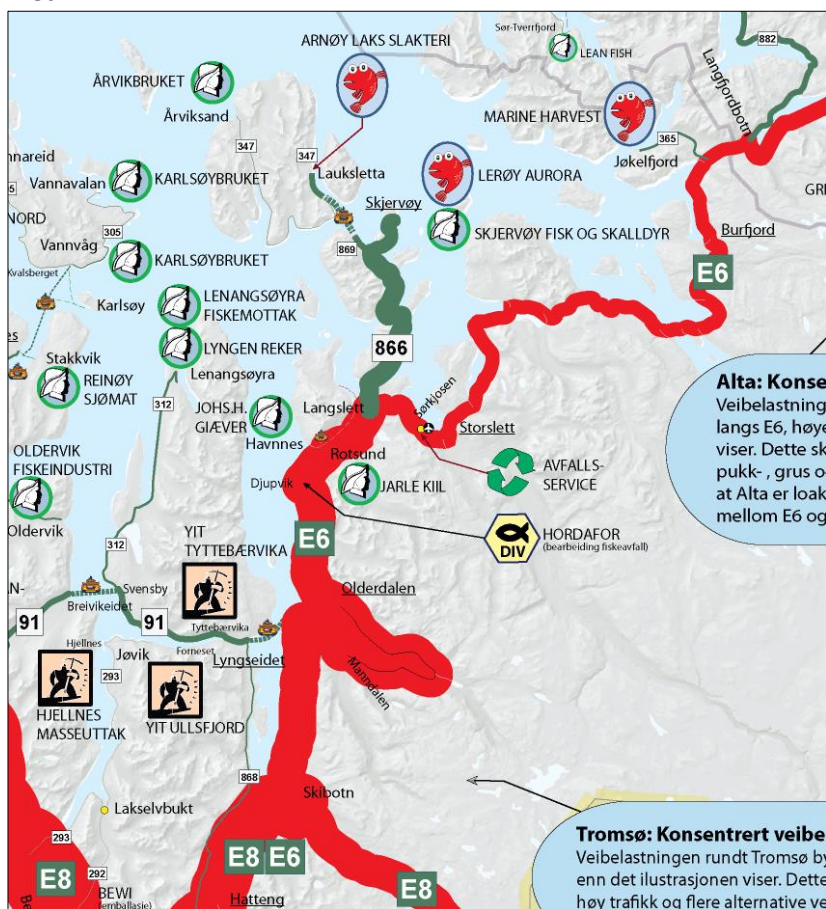 Sør-Tverrfjord
882
LEAN FISH
ARNØY LAKS SLAKTERI
Langfjordbotn
ÅRVIKBRUKET
Årviksand
MARINE HARVEST
347
365
Jøkelfjord
347
Lauksletta
nnareid
Vannavalan
KARLSØYBRUKET
LERØY AURORA
Skjervøy
GRE
NORD
305
Vannvåg
SKJERVØY FISK OG SKALLDYR
Burfjord
869
KARLSØYBRUKET
Kvalsberget
E6
Karlsøy
LENANGSØYRA
FISKEMOTTAK
866
LYNGEN REKER
Stakkvik
REINØY
SJØMAT
Lenangsøyra
312
JOHS.H.
GIÆVER
Havnnes
Langslett
Sørkjosen
Storslett
Rotsund
OLDERVIK
FISKEINDUSTRI
Djupvik
JARLE KIIL
AVFALLS-
SERVICE
Alta: Konse
Veibelastning
langs E6, høye
viser. Dette sk
pukk- , grus o
at Alta er loak
mellom E6 og
Oldervik
YIT
TYTTEBÆRVIKA
E6
DIV
HORDAFOR
(bearbeiding fiskeavfall)
312
Svensby
Breivikeidet
Olderdalen
91
91
Tyttebærvika
Hjellnes
Jøvik
Forneset
Lyngseidet
293
Manndalen
HJELLNES
MASSEUTTAK
YIT ULLSFJORD
868
Skibotn
Lakselvbukt
293
E8
E6
E8
292
BEWI
(emballasje)
Hatteng
E8
Tromsø: Konsentrert veibe
Veibelastningen rundt Tromsø by
enn det ilustrasjonen viser. Dette
høy trafikk og flere alternative ve